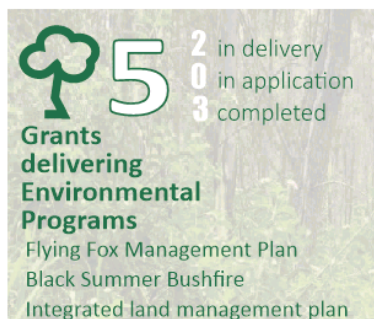 5
2 in delivery
0 in application
3 completed
Grants
delivering
Environmental
Programs
Flying Fox Management Plan
Black Summer Bushfire
Integrated land management plan